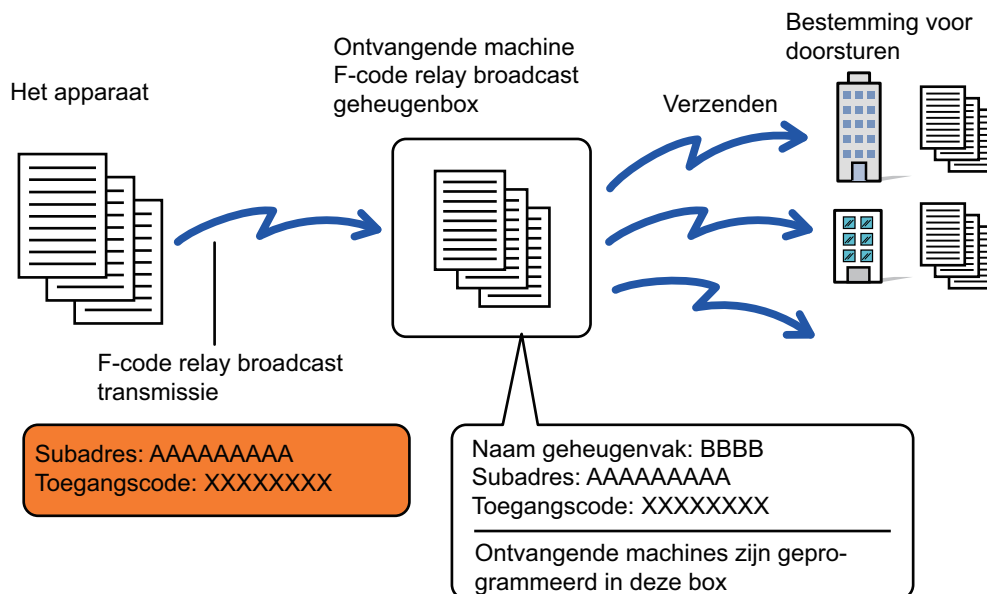 Het apparaat
Ontvangende machine
F-code relay broadcast
geheugenbox
Verzenden
Bestemming voor
doorsturen
F-code relay broadcast
transmissie
Subadres: AAAAAAAAA
Toegangscode: XXXXXXXX
Naam geheugenvak: BBBB
Subadres: AAAAAAAAA
Toegangscode: XXXXXXXX
Ontvangende machines zijn gepro-
grammeerd in deze box